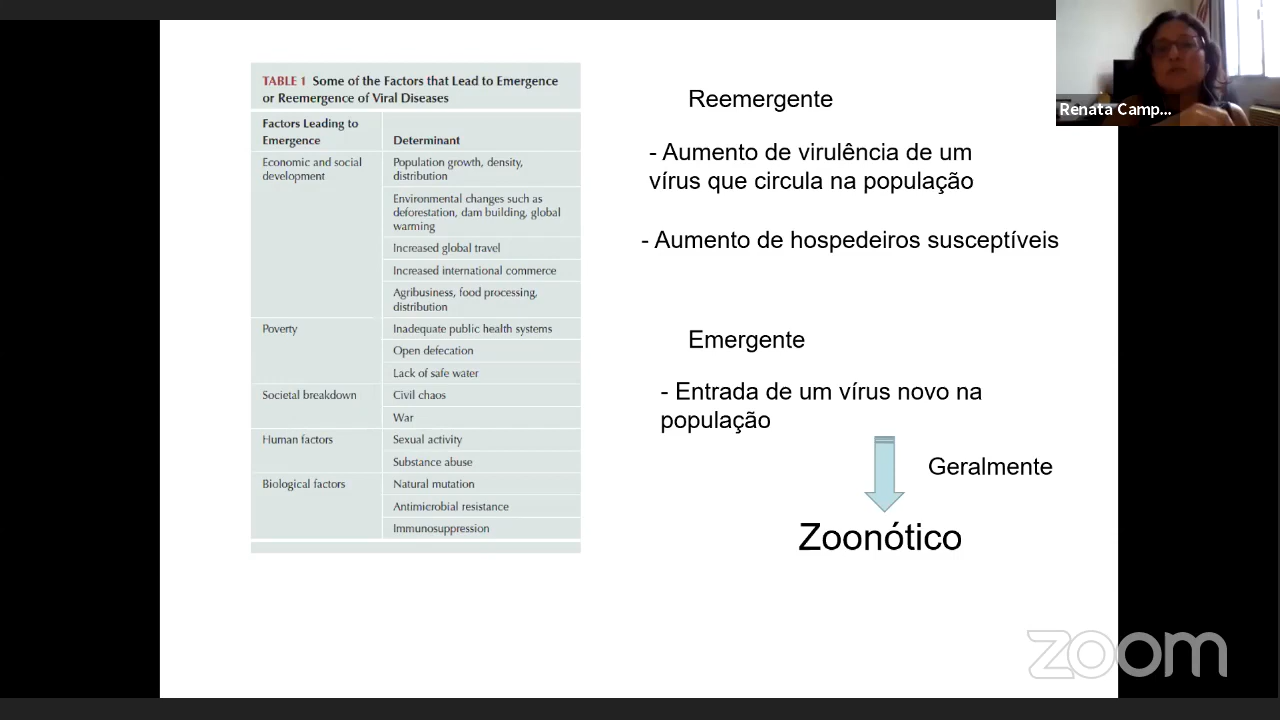 TABLE 1 Some of the Factors that Lead to Emergence
or Reemergence of Viral Diseases
Factors Leading to
Emergence
Determinant
Economic and social
development
Population growth, density,
distribution
Environmental changes such as
deforestation, dam building, global
warming
Increased global travel
Increased international commerce
Agribusiness, food processing,
distribution
Poverty
Inadequate public health systems
Open defecation
Lack of safe water
Societal breakdown
Civil chaos
War
Human factors
Sexual activity
Substance abuse
Biological factors
Natural mutation
Antimicrobial resistance
Immunosuppression
Reemergente
- Aumento de virulência de um
vírus que circula na população
- Aumento de hospedeiros susceptíveis
Emergente
- Entrada de um vírus novo na
população
Geralmente
Zoonótico
Renata Camp...
zoom